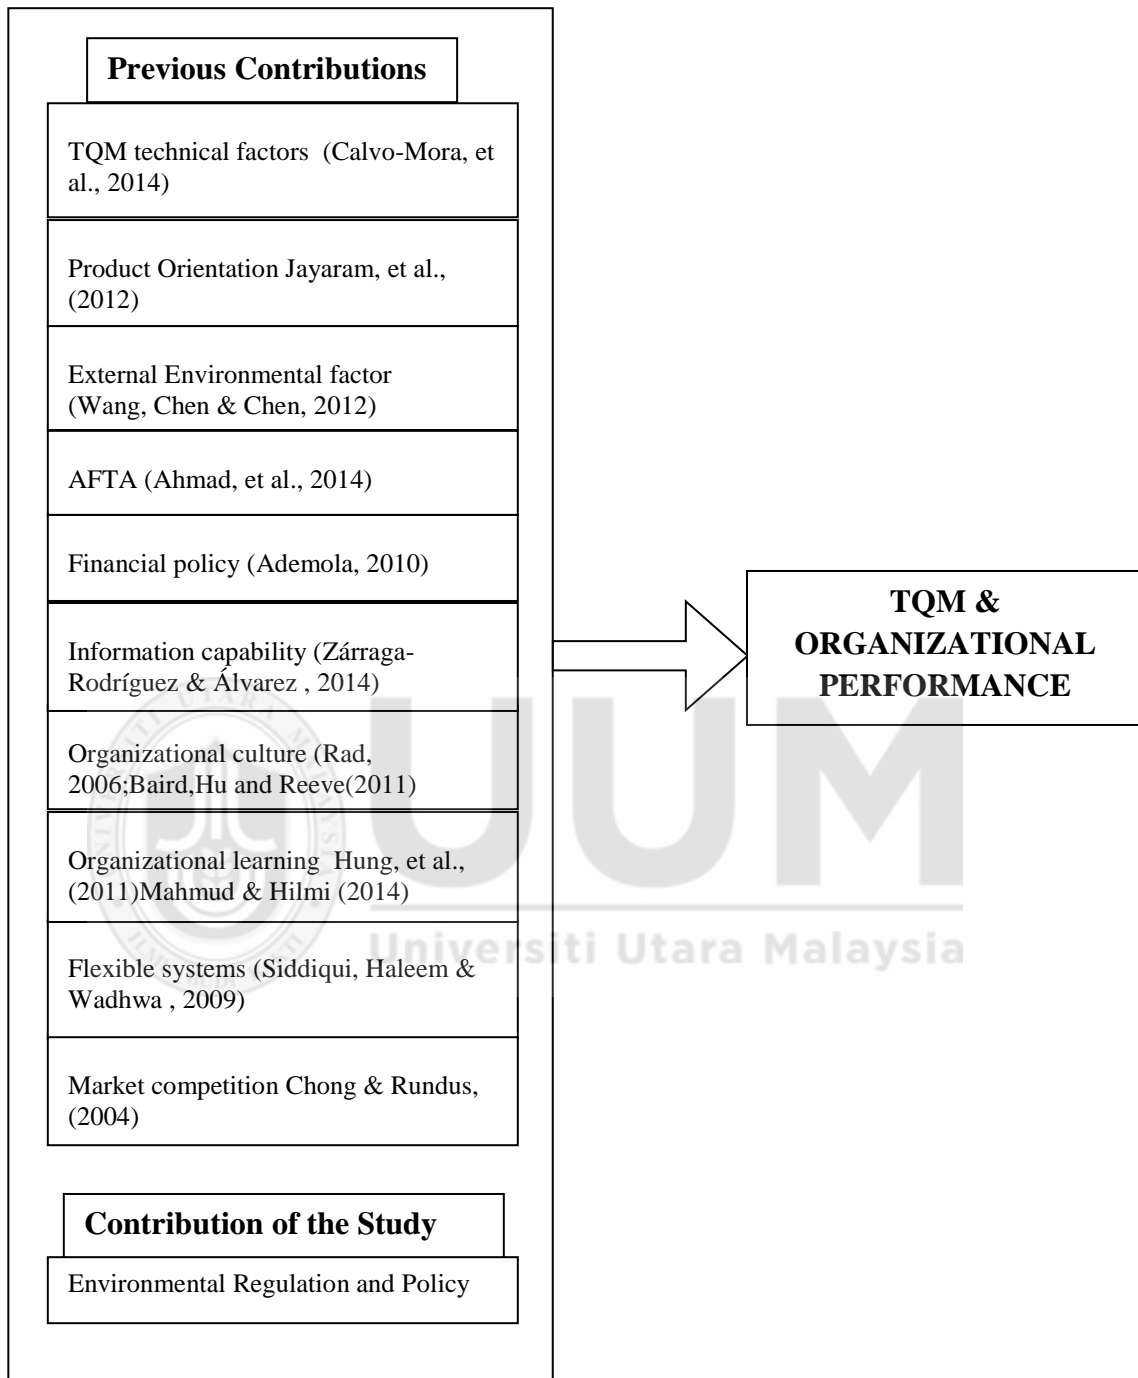 Previous Contributions
TQM technical factors (Calvo-Mora, et
al., 2014)
Product Orientation Jayaram, et al.,
(2012)
External Environmental factor
(Wang, Chen & Chen, 2012)
AFTA (Ahmad, et al., 2014)
Financial policy (Ademola, 2010)
Information capability (Zárraga-
Rodríguez & Álvarez , 2014)
Organizational culture (Rad,
2006;Baird,Hu and Reeve(2011)
Organizational learning Hung, et al.,
(2011)Mahmud & Hilmi (2014)
Flexible systems (Siddiqui, Haleem &
Wadhwa , 2009)
Market competition Chong & Rundus,
(2004)
Contribution of the Study
Environmental Regulation and Policy
TQM &
ORGANIZATIONAL
PERFORMANCE
UUM
Universiti Utara Malaysia
UNIVERSITI UTARA MALAYSIA